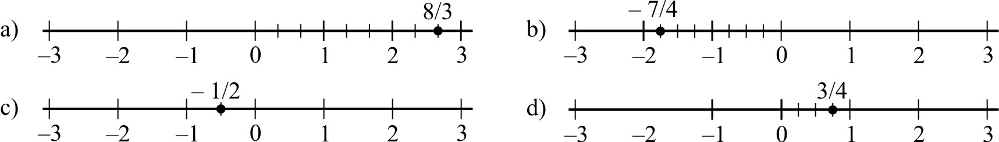 8/3
a)
–3 –2 –1 0 1 2 3
– 7/4
b)
–3 –2 –1 0 1 2 3
– 1/2
c)
–3 –2 –1 0 1 2 3
3/4
d)
–3 –2 –1 0 1 2 3